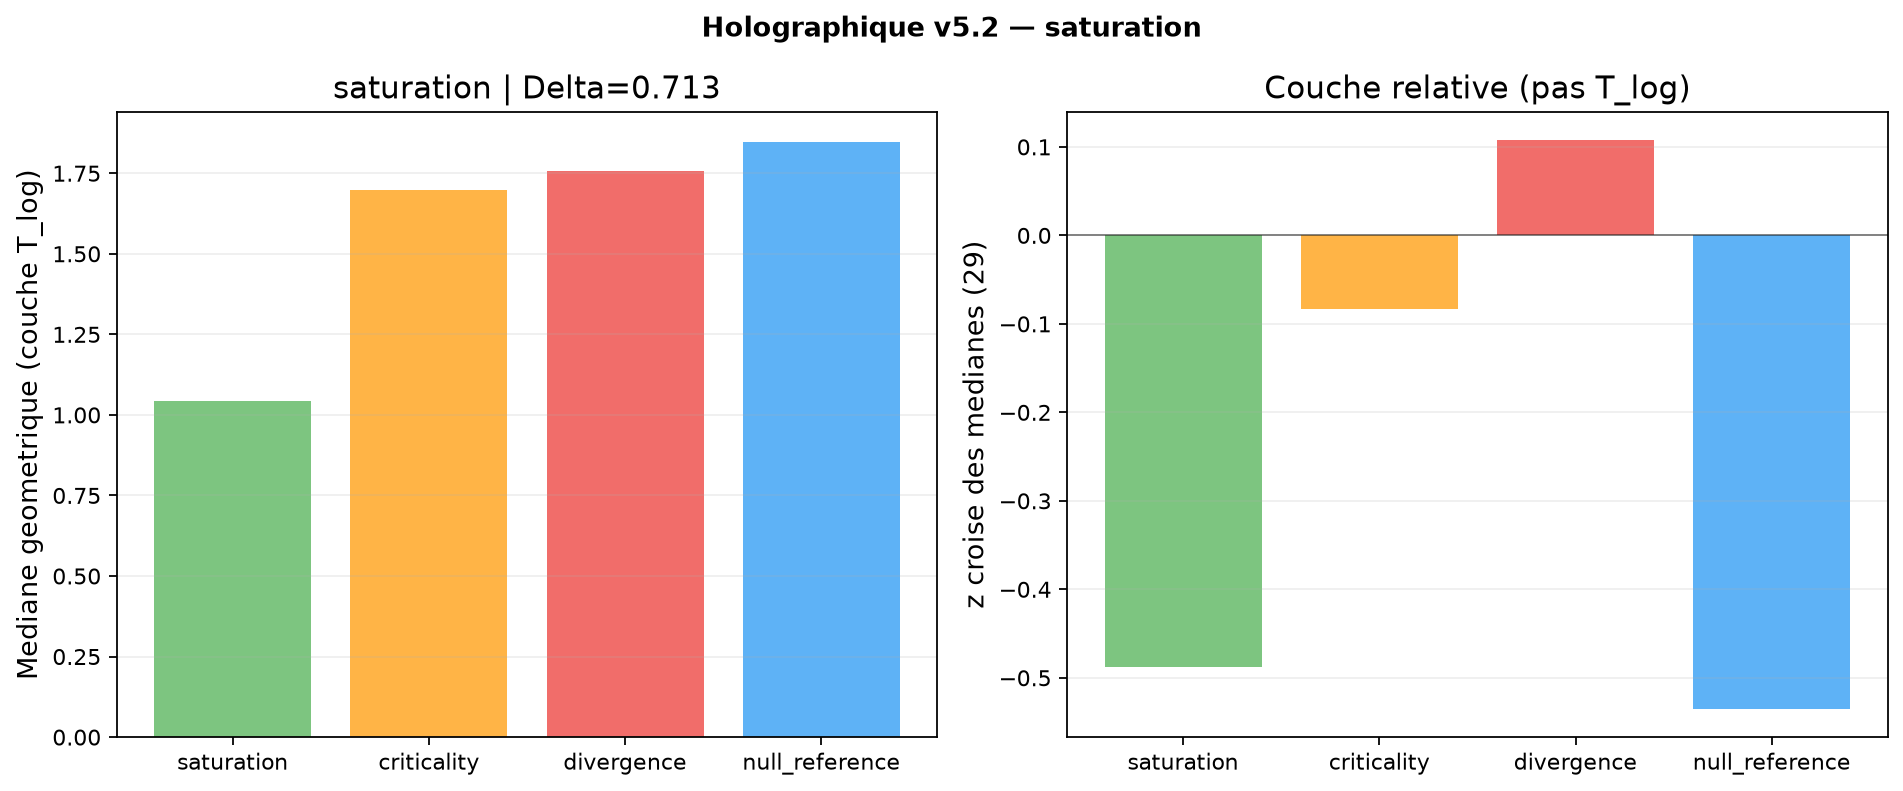 Holographique v5.2 — saturation
saturation | Delta=0.713
Mediane geometrique (couche T_log)
1.75
1.50
1.25
1.00
0.75
0.50
0.25
0.00
saturation
criticality
divergence
null_reference
Couche relative (pas T_log)
z croise des medianes (29)
0.1
0.0
−0.1
−0.2
−0.3
−0.4
−0.5
saturation
criticality
divergence
null_reference